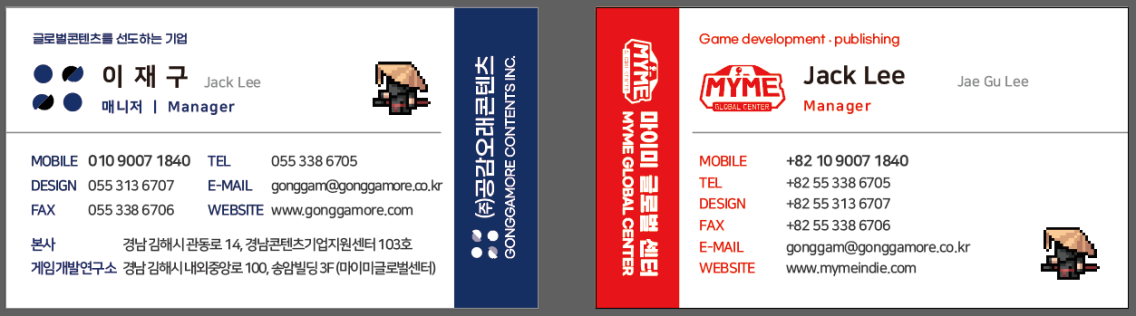 글로벌콘텐츠를 선도하는 기업
이 재 구 Jack Lee
매니저 | Manager
MOBILE 010 9007 1840 TEL 055 338 6705
DESIGN 055 313 6707 E-MAIL gonggam@gonggamore.co.kr
FAX 055 338 6706 WEBSITE www.gonggamore.com
본사 경남 김해시 관동로 14, 경남콘텐츠기업지원센터 103호
게임개발연구소 경남 김해시 내외중앙로 100, 송암빌딩 3F (마이미글로벌센터)
(주)공감오래콘텐츠
GONGGAMORE CONTENTS INC.
MYME
GLOBAL CENTER
마이미 글로벌 센터
MYME GLOBAL CENTER
Game development · publishing
MYME
GLOBAL CENTER
Jack Lee Jae Gu Lee
Manager
MOBILE +82 10 9007 1840
TEL +82 55 338 6705
DESIGN +82 55 313 6707
FAX +82 55 338 6706
E-MAIL gonggam@gonggamore.co.kr
WEBSITE www.mymeindie.com